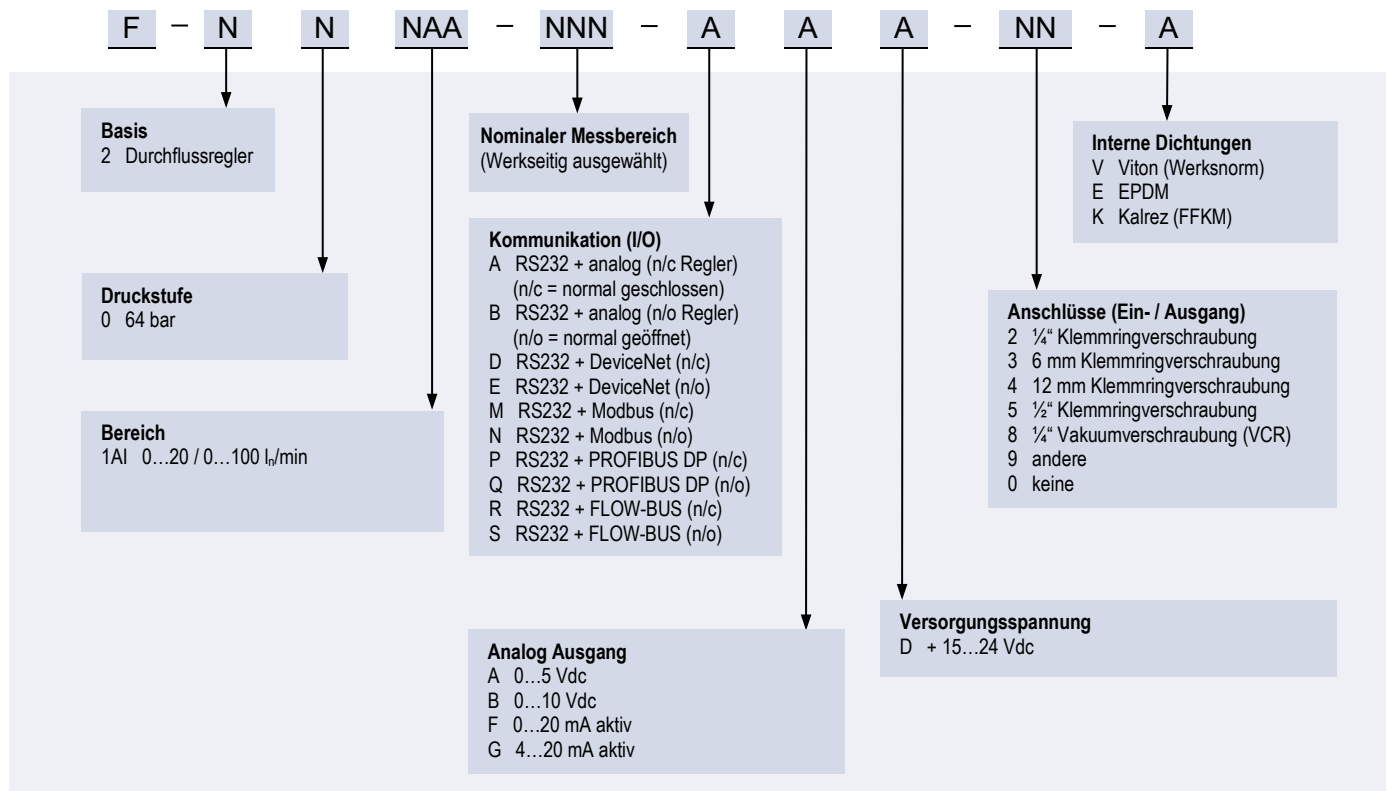 F – N N NAA – NNN – A A A – NN – A
Basis
2 Durchflussregler
Druckstufe
0 64 bar
Bereich
1AI 0…20 / 0…100 lₙ/min
Nominaler Messbereich
(Werkseitig ausgewählt)
Kommunikation (I/O)
A RS232 + analog (n/c Regler)
(n/c = normal geschlossen)
B RS232 + analog (n/o Regler)
(n/o = normal geöffnet)
D RS232 + DeviceNet (n/c)
E RS232 + DeviceNet (n/o)
M RS232 + Modbus (n/c)
N RS232 + Modbus (n/o)
P RS232 + PROFIBUS DP (n/c)
Q RS232 + PROFIBUS DP (n/o)
R RS232 + FLOW-BUS (n/c)
S RS232 + FLOW-BUS (n/o)
Analog Ausgang
A 0…5 Vdc
B 0…10 Vdc
F 0…20 mA aktiv
G 4…20 mA aktiv
Versorgungsspannung
D + 15…24 Vdc
Anschlüsse (Ein- / Ausgang)
2 ¼“ Klemmringverschraubung
3 6 mm Klemmringverschraubung
4 12 mm Klemmringverschraubung
5 ½“ Klemmringverschraubung
8 ¼“ Vakuumverschraubung (VCR)
9 andere
0 keine
Interne Dichtungen
V Viton (Werksnorm)
E EPDM
K Kalrez (FFKM)